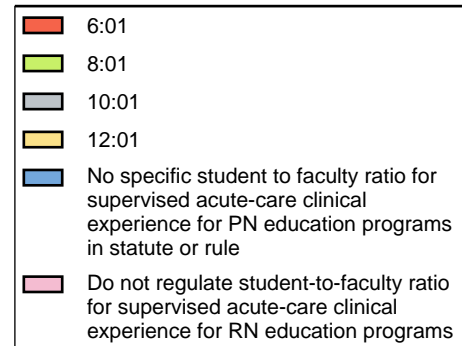 6:01
8:01
10:01
12:01
No specific student to faculty ratio for
supervised acute-care clinical
experience for PN education programs
in statute or rule
Do not regulate student-to-faculty ratio
for supervised acute-care clinical
experience for RN education programs